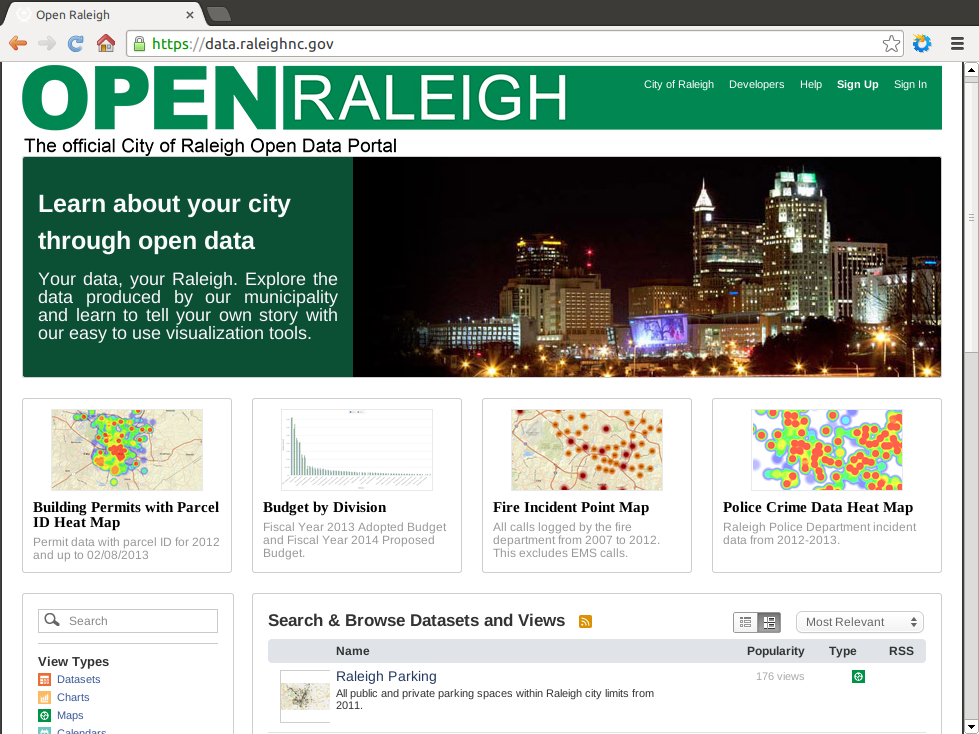 Open Raleigh
https://data.raleighnc.gov
OPEN RALEIGH
City of Raleigh Developers Help Sign Up Sign In
The official City of Raleigh Open Data Portal
Learn about your city
through open data
Your data, your Raleigh. Explore the
data produced by our municipality
and learn to tell your own story with
our easy to use visualization tools.
Building Permits with Parcel
ID Heat Map
Permit data with parcel ID for 2012
and up to 02/08/2013
Budget by Division
Fiscal Year 2013 Adopted Budget
and Fiscal Year 2014 Proposed
Budget.
Fire Incident Point Map
All calls logged by the fire
department from 2007 to 2012.
This excludes EMS calls.
Police Crime Data Heat Map
Raleigh Police Department incident
data from 2012-2013.
Search
View Types
Datasets
Charts
Maps
Calendars
Search & Browse Datasets and Views
Most Relevant
Name Popularity Type RSS
Raleigh Parking
176 views
All public and private parking spaces within Raleigh city limits from
2011.